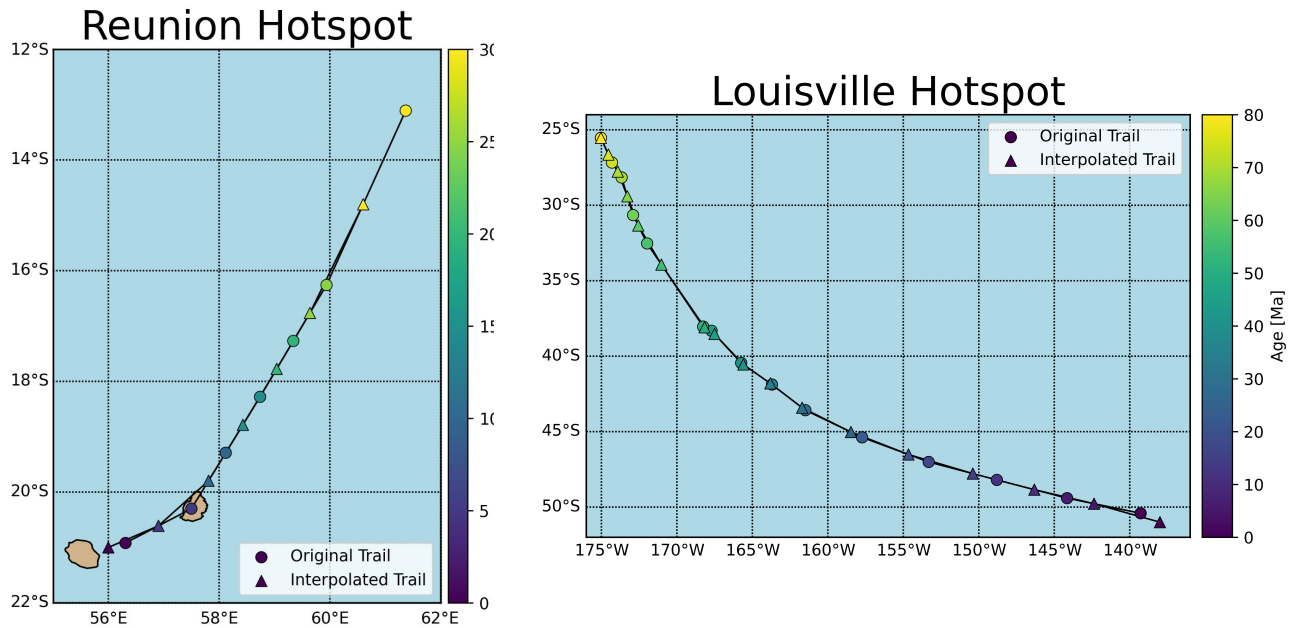 Reunion Hotspot
12°S
14°S
16°S
18°S
20°S
22°S
56°E
58°E
60°E
62°E
Original Trail
Interpolated Trail
30
25
20
15
10
5
0
Louisville Hotspot
25°S
30°S
35°S
40°S
45°S
50°S
175°W
170°W
165°W
160°W
155°W
150°W
145°W
140°W
Original Trail
Interpolated Trail
80
70
60
50
40
30
20
10
0
Age [Ma]